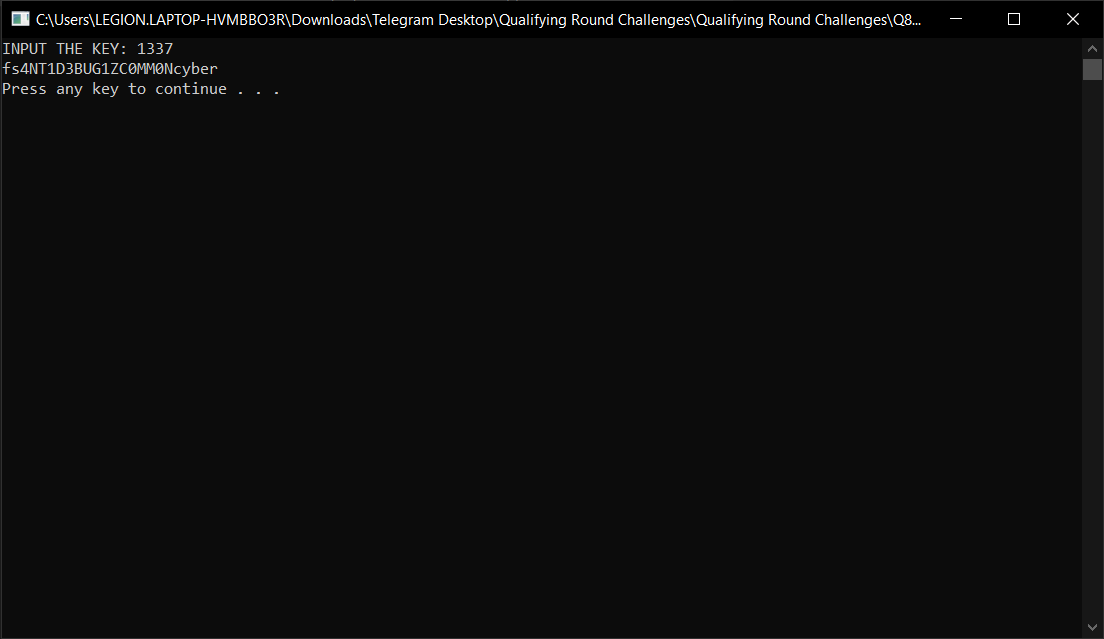 C:\Users\LEGION.LAPTOP-HVMBBO3R\Downloads\Telegram Desktop\Qualifying Round Challenges\Qualifying Round Challenges\Q8...
INPUT THE KEY: 1337
fs4NT1D3BUG1ZC0MM0Ncyber
Press any key to continue . . .